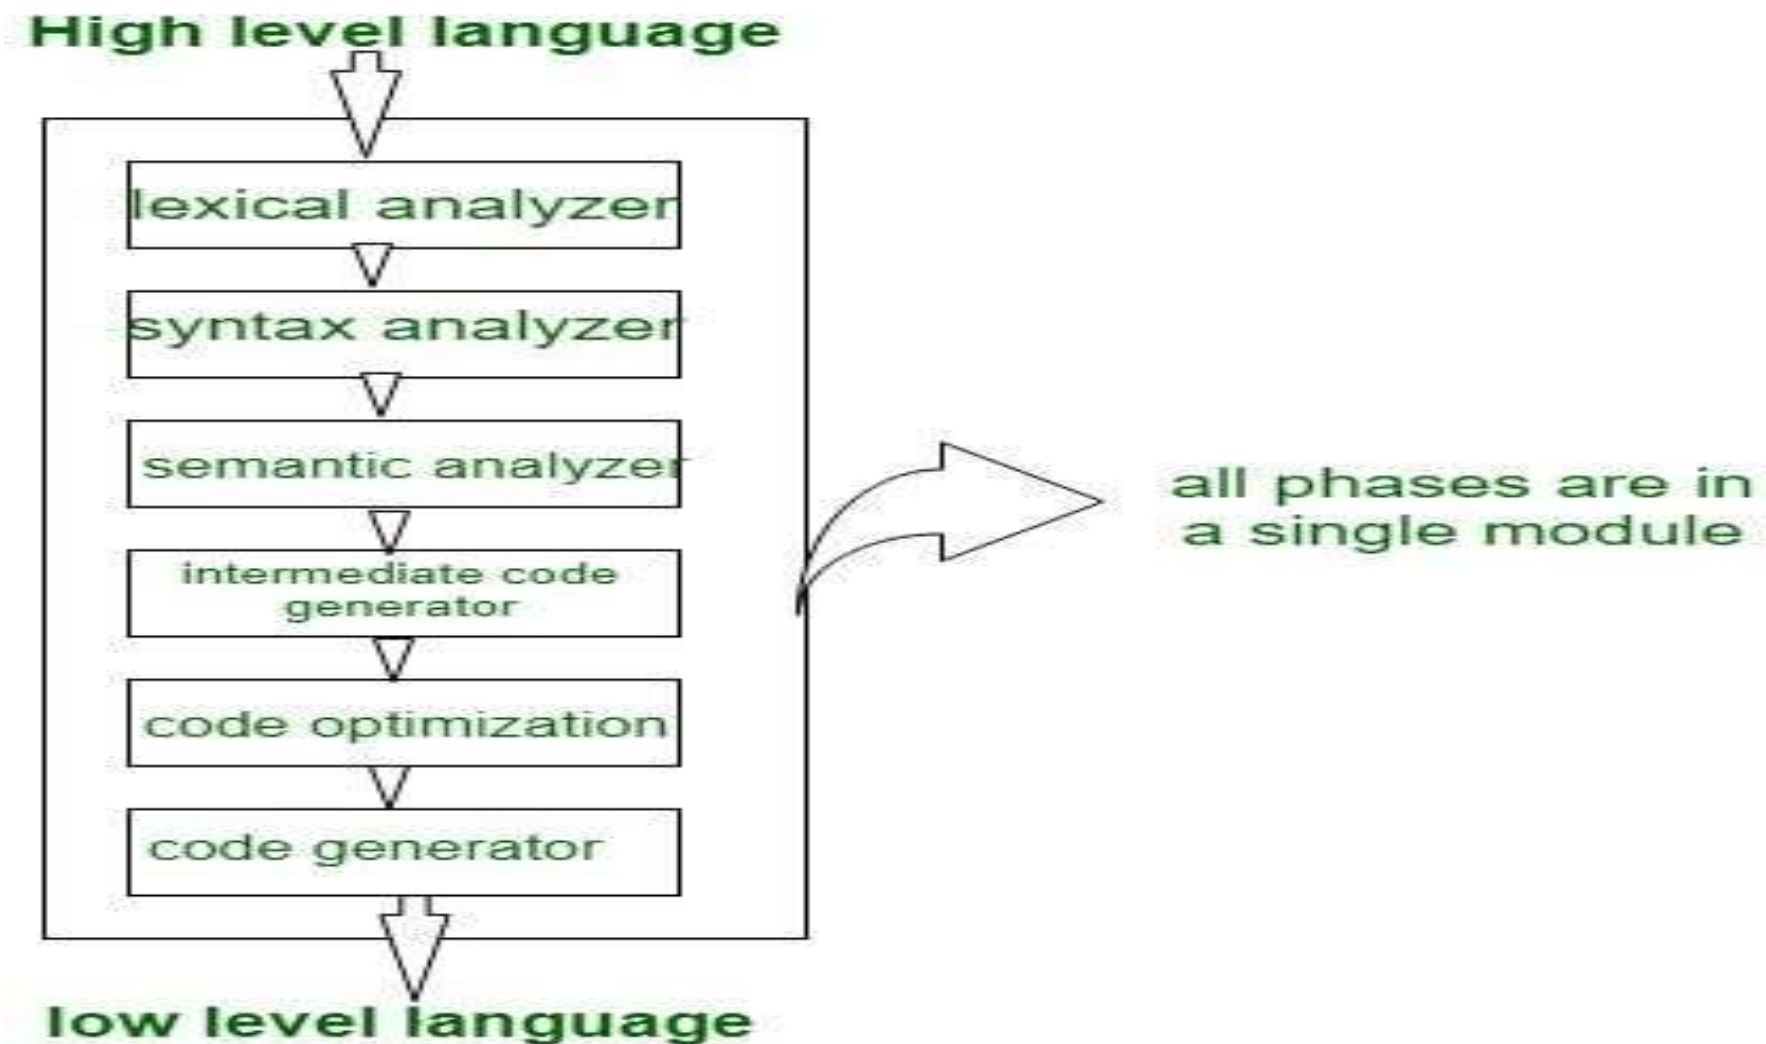 High level language
lexical analyzer
syntax analyzer
semantic analyzer
intermediate code
generator
code optimization
code generator
low level language
all phases are in
a single module